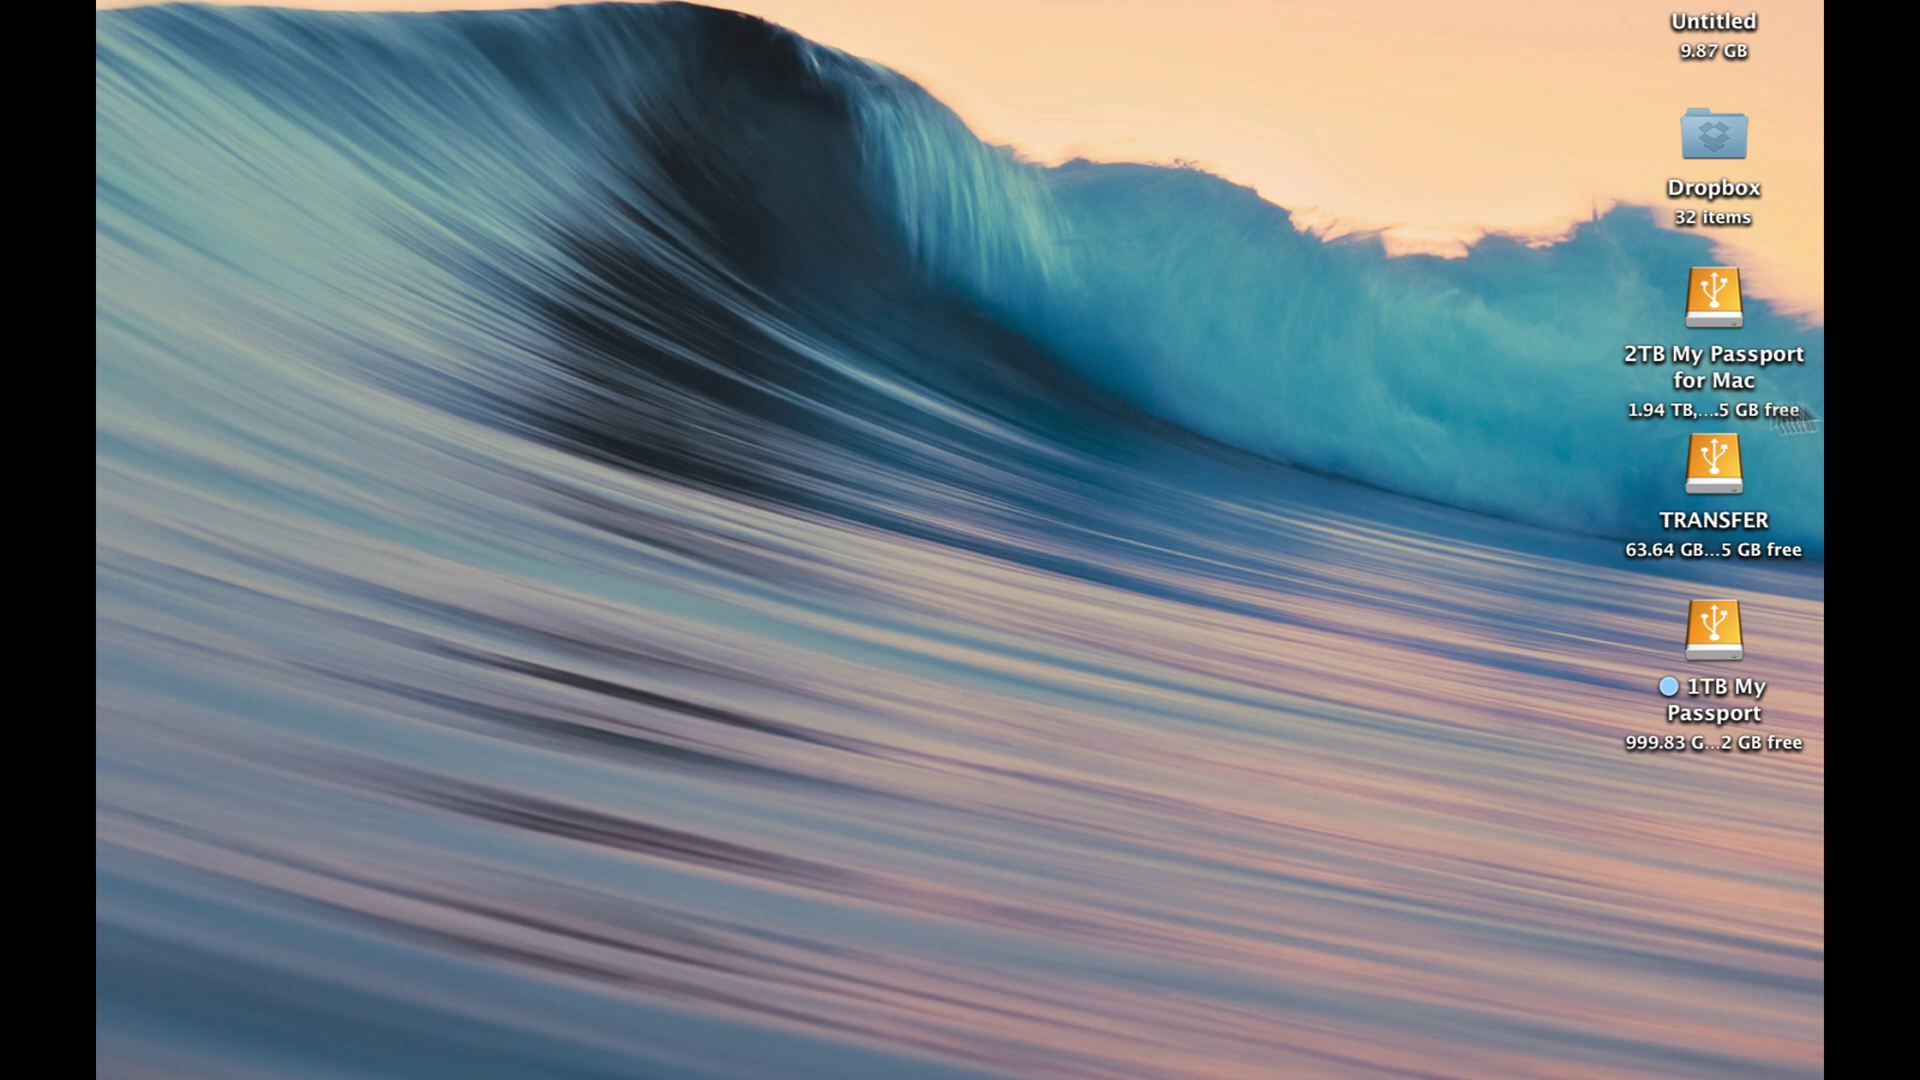 Untitled
9.87 GB
Dropbox
32 items
2TB My Passport
for Mac
1.94 TB,....5 GB free
TRANSFER
63.64 GB...5 GB free
1TB My
Passport
999.83 G...2 GB free